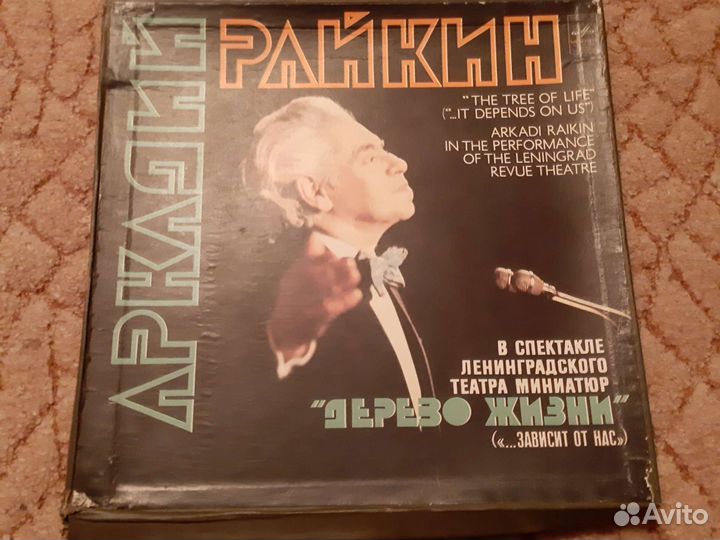 АРКАДИЙ
РАЙКИН
"THE TREE OF LIFE"
("...IT DEPENDS ON US")
ARKADI RAIKIN
IN THE PERFORMANCE
OF THE LENINGRAD
REVUE THEATRE
В СПЕКТАКЛЕ
ЛЕНИНГРАДСКОГО
ТЕАТРА МИНИАТЮР
"ДЕРЕВО ЖИЗНИ"
(«...ЗАВИСИТ ОТ НАС»)
Avito